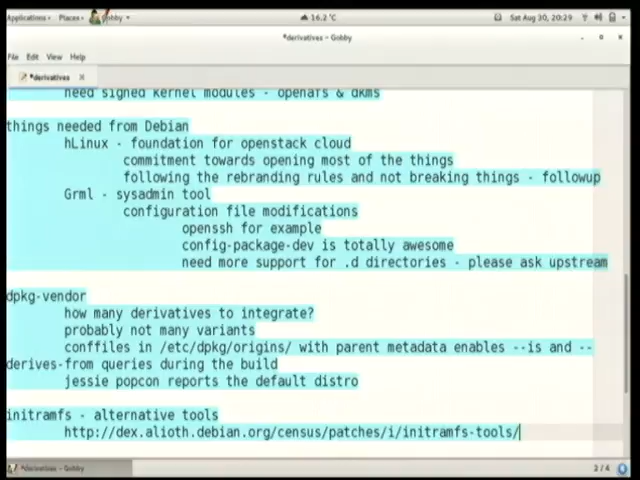 Applications Places Gobby 16.2 °C Sat Aug 30, 20:29
*derivatives - Gobby
File Edit View Help
*derivatives
need signed kernel modules - openafs & dkms
things needed from Debian
hLinux - foundation for openstack cloud
commitment towards opening most of the things
following the rebranding rules and not breaking things - followup
Grml - sysadmin tool
configuration file modifications
openssh for example
config-package-dev is totally awesome
need more support for .d directories - please ask upstream
dpkg-vendor
how many derivatives to integrate?
probably not many variants
conffiles in /etc/dpkg/origins/ with parent metadata enables --is and --
derives-from queries during the build
jessie popcon reports the default distro
initramfs - alternative tools
http://dex.alioth.debian.org/census/patches/i/initramfs-tools/
*derivatives - Gobby 2 / 4